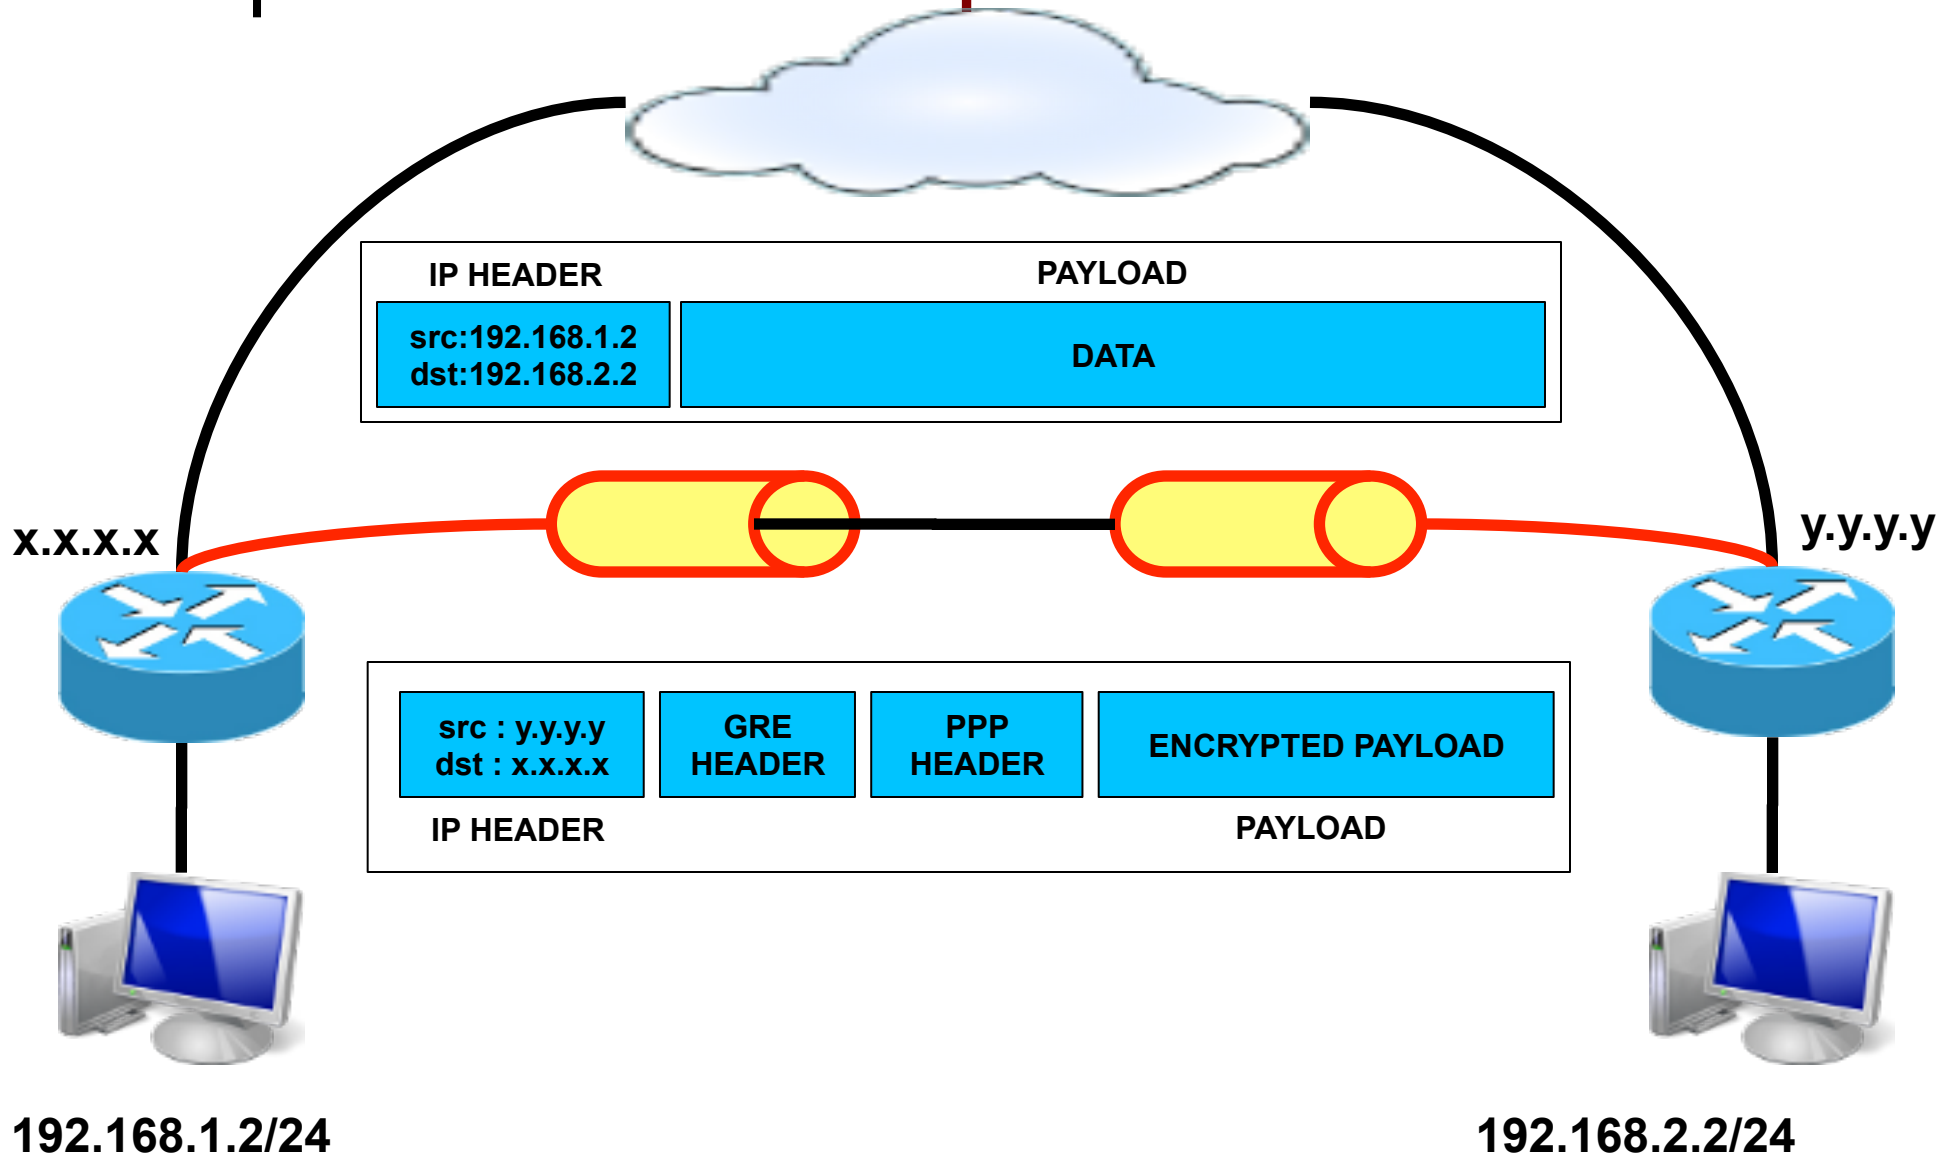 IP HEADER
PAYLOAD
src:192.168.1.2
dst:192.168.2.2
DATA
x.x.x.x
y.y.y.y
src : y.y.y.y
dst : x.x.x.x
GRE
HEADER
PPP
HEADER
ENCRYPTED PAYLOAD
IP HEADER
PAYLOAD
192.168.1.2/24
192.168.2.2/24